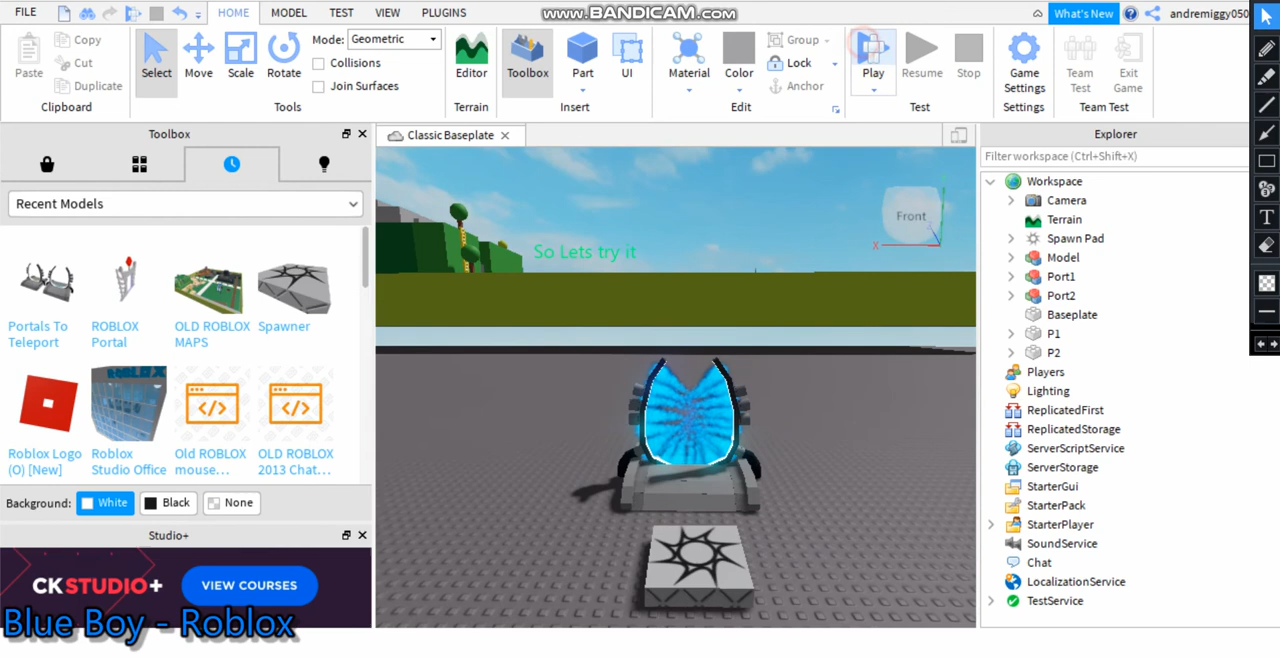 FILE HOME MODEL TEST VIEW PLUGINS
www.BANDICAM.com
What's New andremiggy050
Paste Copy Cut Duplicate
Clipboard
Select Move Scale Rotate
Mode: Geometric
Collisions
Join Surfaces
Tools
Editor
Terrain
Toolbox Part UI
Insert
Material Color
Group Lock Anchor
Edit
Play Resume Stop
Test
Game Settings
Settings
Team Test
Exit Game
Team Test
Toolbox
Classic Baseplate
Explorer
Filter workspace (Ctrl+Shift+X)
Recent Models
Portals To Teleport
ROBLOX Portal
OLD ROBLOX MAPS
Spawner
ROBLOX
Roblox Logo (O) [New]
Roblox Studio Office
Old ROBLOX mouse...
OLD ROBLOX 2013 Chat...
Background: White Black None
Studio+
CKSTUDIO+ VIEW COURSES
Blue Boy - Roblox
So Lets try it
Front
X
Z
Workspace
Camera
Terrain
Spawn Pad
Model
Port1
Port2
Baseplate
P1
P2
Players
Lighting
ReplicatedFirst
ReplicatedStorage
ServerScriptService
ServerStorage
StarterGui
StarterPack
StarterPlayer
SoundService
Chat
LocalizationService
TestService
T